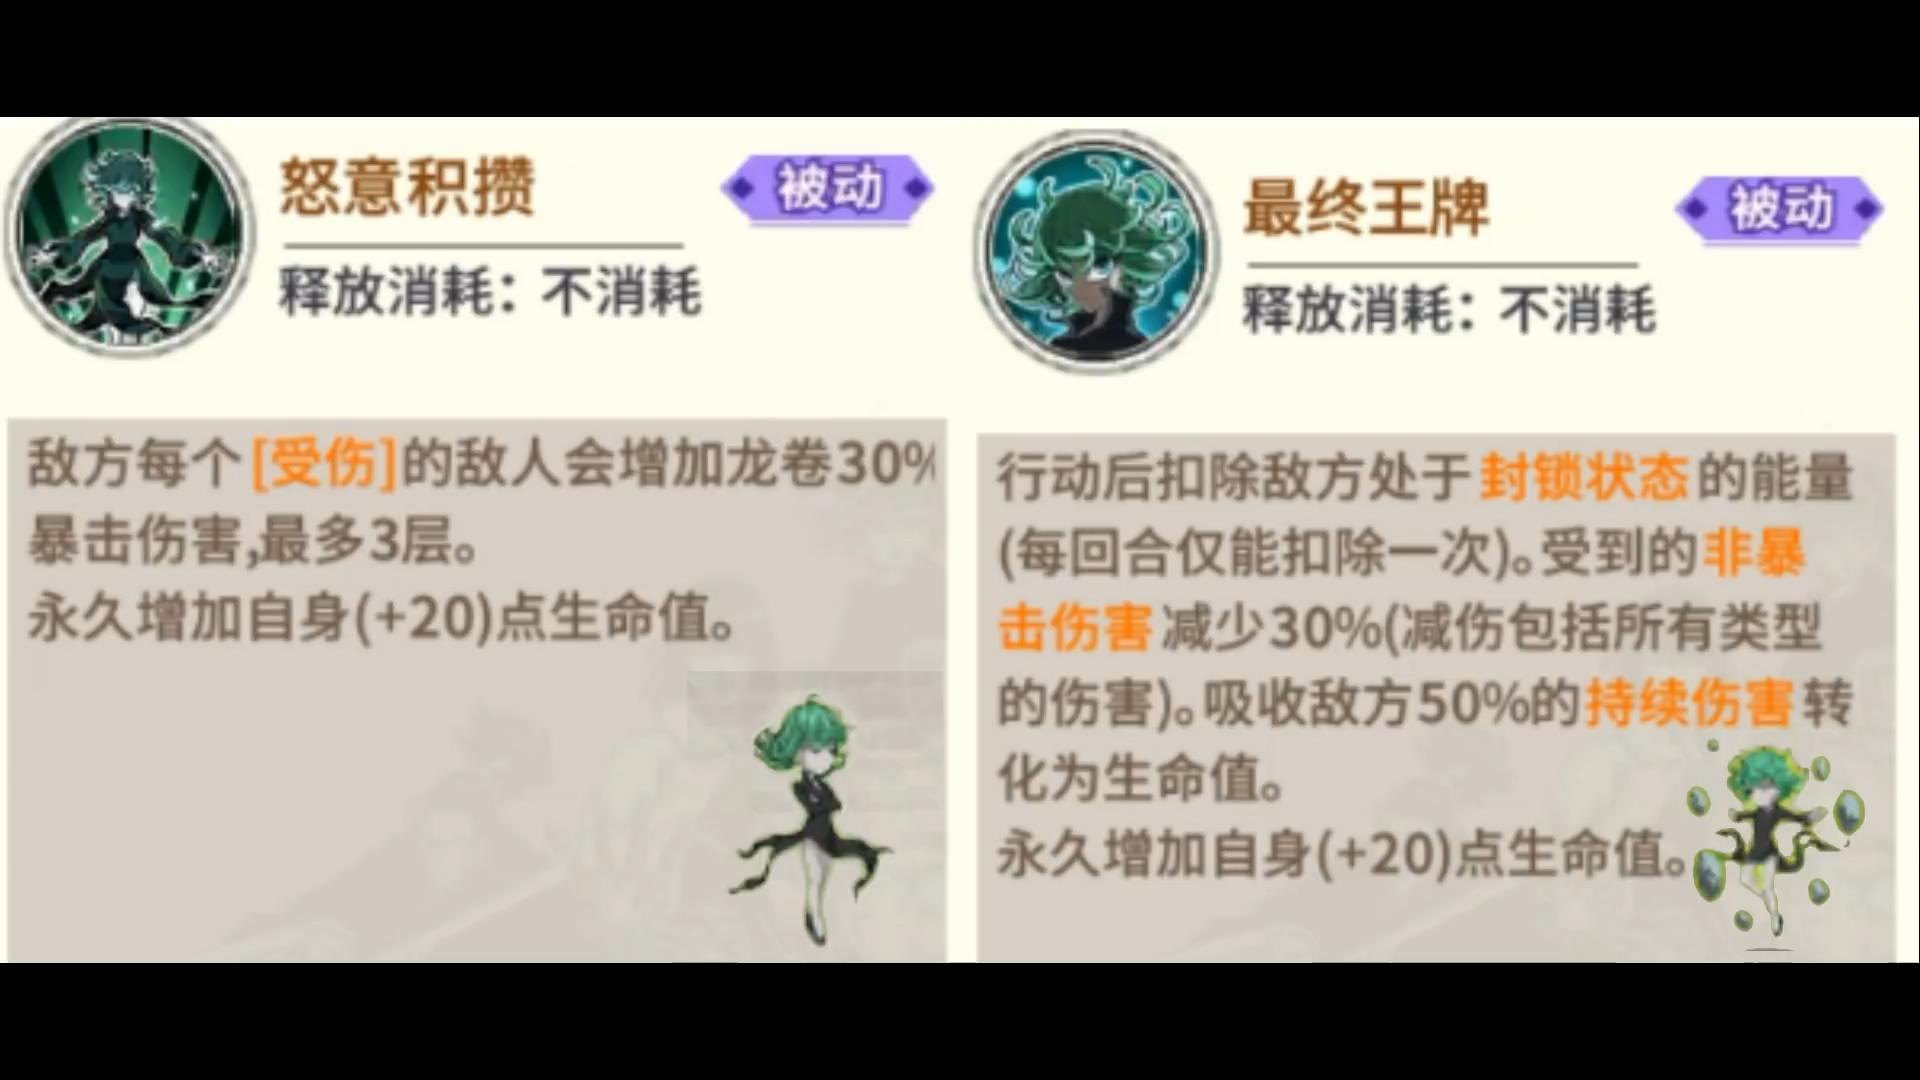 怒意积攒
被动
释放消耗：不消耗
敌方每个[受伤]的敌人会增加龙卷30%
暴击伤害,最多3层。
永久增加自身(+20)点生命值。
最终王牌
被动
释放消耗：不消耗
行动后扣除敌方处于封锁状态的能量
(每回合仅能扣除一次)。受到的非暴
击伤害减少30%(减伤包括所有类型
的伤害)。吸收敌方50%的持续伤害转
化为生命值。
永久增加自身(+20)点生命值。